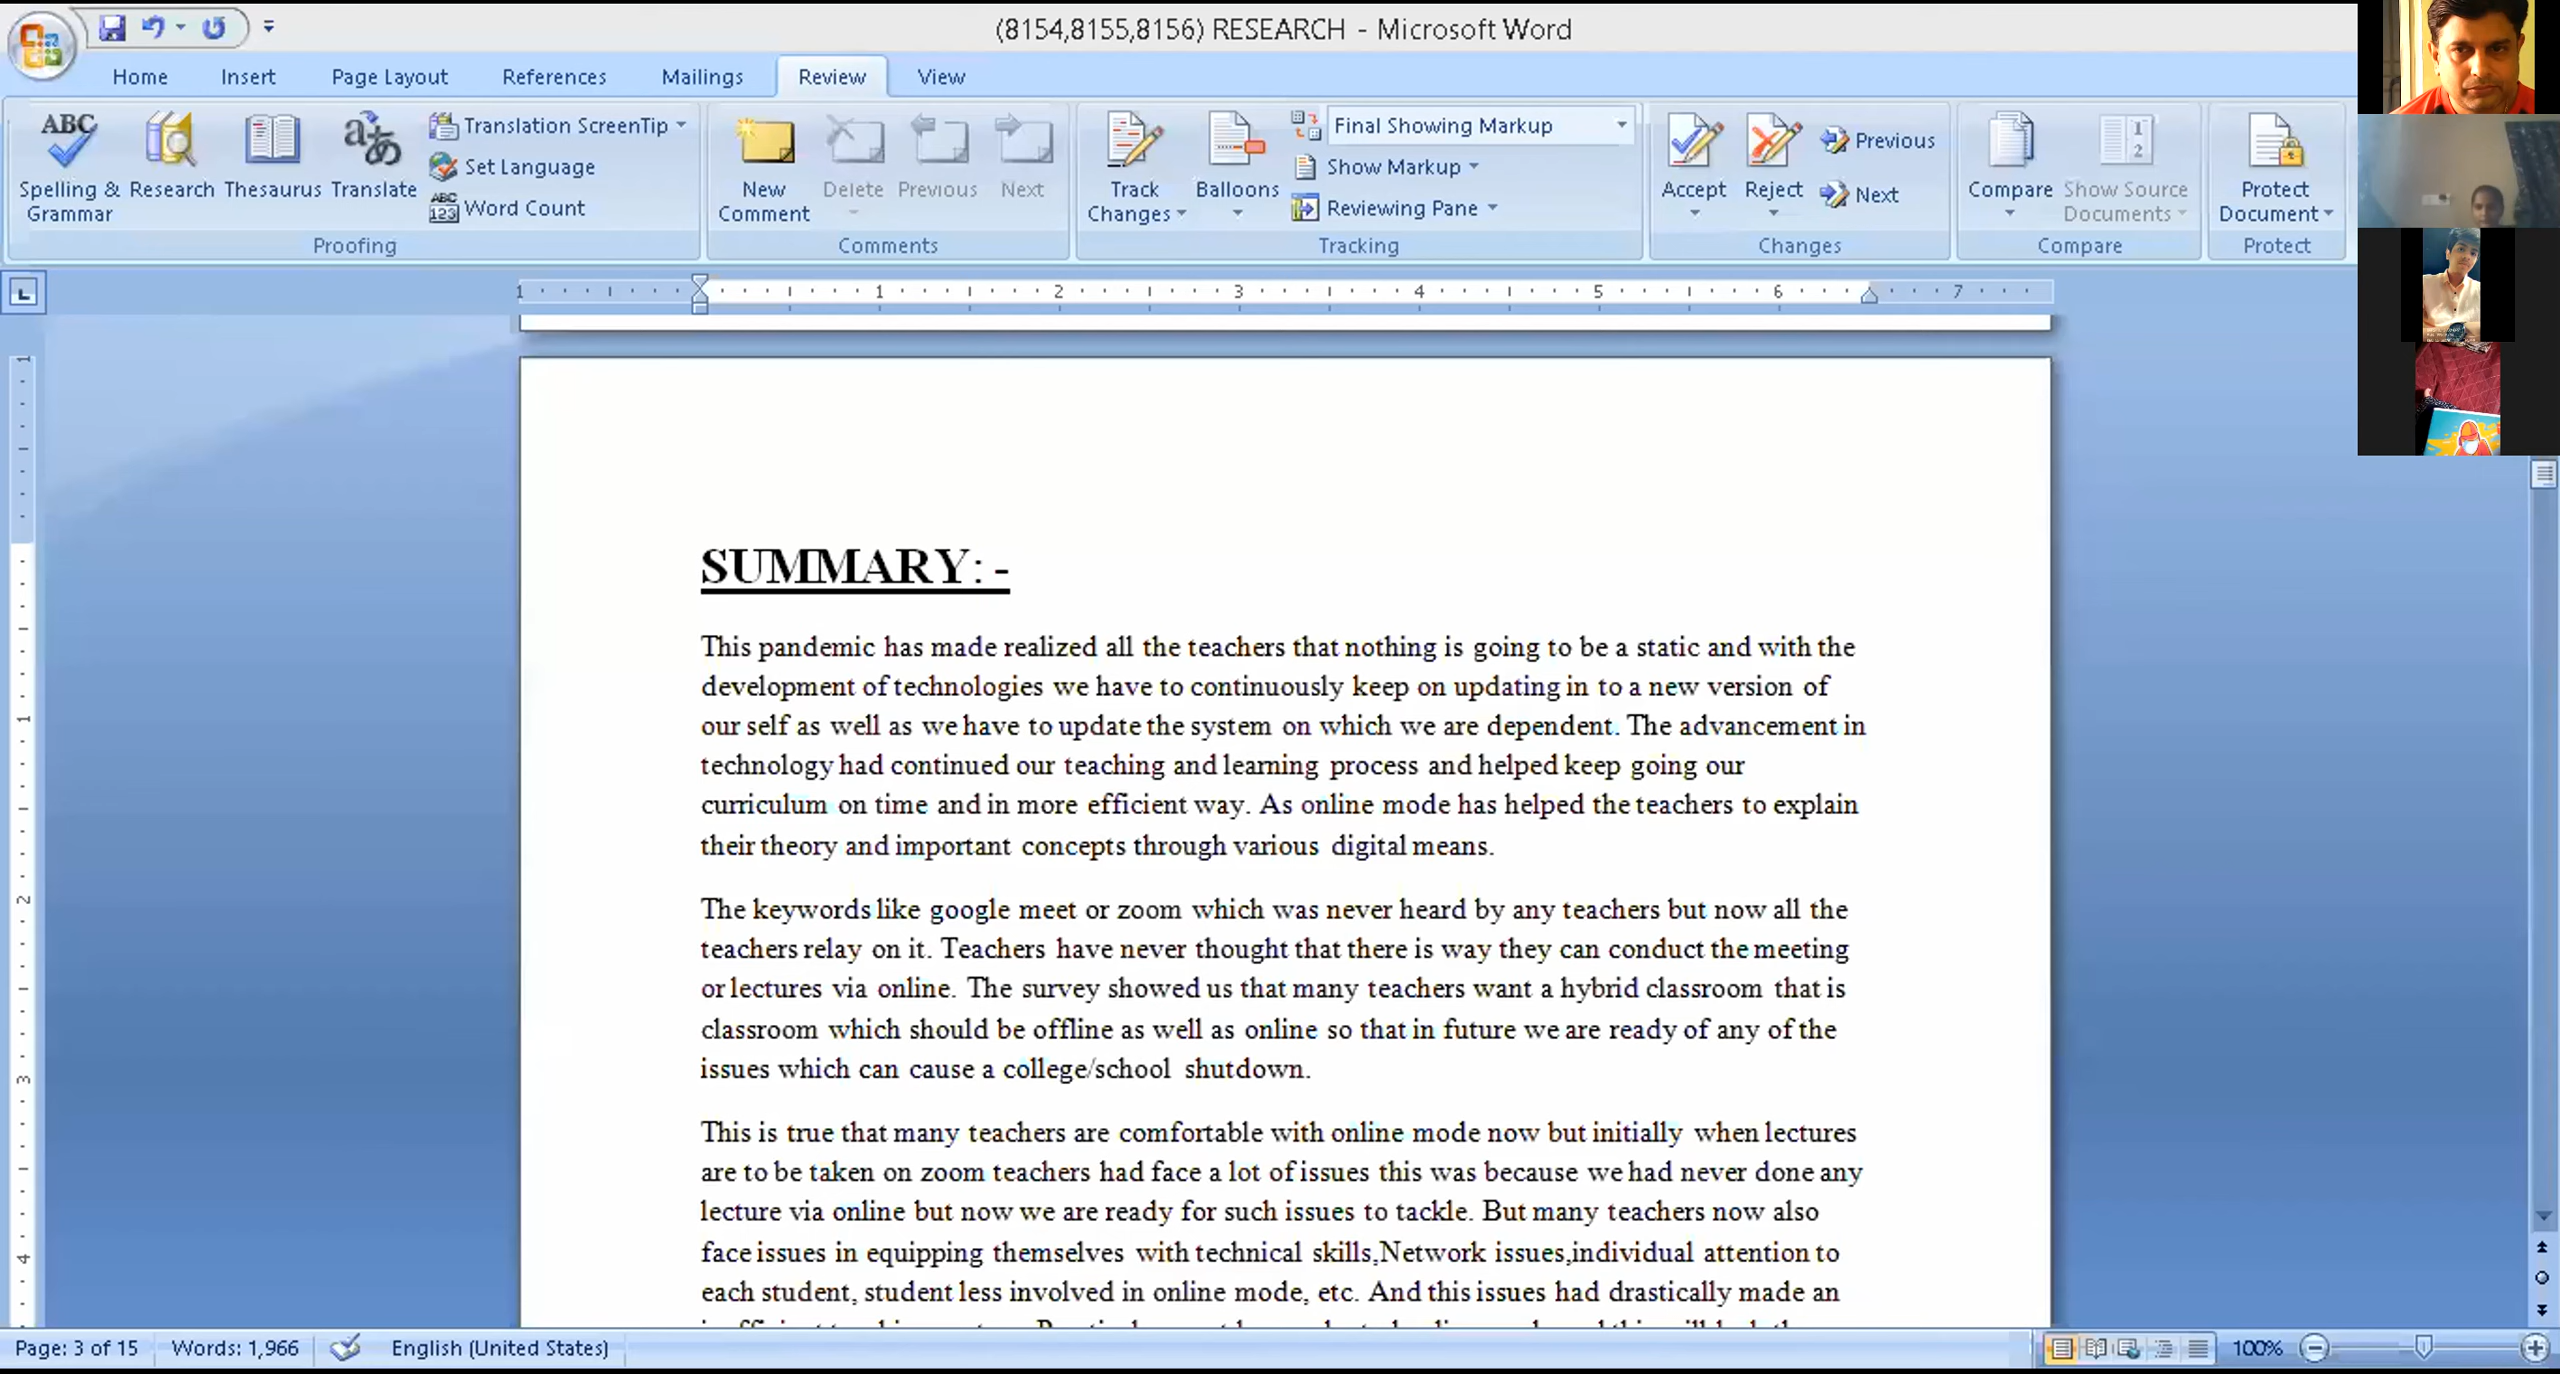 (8154,8155,8156) RESEARCH - Microsoft Word
Home Insert Page Layout References Mailings Review View
ABC
Spelling & Grammar
Research
Thesaurus
Translate
Translation ScreenTip
Set Language
ABC 123 Word Count
Proofing
New Comment
Delete
Previous
Next
Comments
Track Changes
Balloons
Final Showing Markup
Show Markup
Reviewing Pane
Tracking
Accept
Reject
Previous
Next
Changes
Compare
Show Source Documents
Compare
Protect Document
Protect
1 1 2 3 4 5 6 7
SUMMARY: -
This pandemic has made realized all the teachers that nothing is going to be a static and with the
development of technologies we have to continuously keep on updating in to a new version of
our self as well as we have to update the system on which we are dependent. The advancement in
technology had continued our teaching and learning process and helped keep going our
curriculum on time and in more efficient way. As online mode has helped the teachers to explain
their theory and important concepts through various digital means.
The keywords like google meet or zoom which was never heard by any teachers but now all the
teachers relay on it. Teachers have never thought that there is way they can conduct the meeting
or lectures via online. The survey showed us that many teachers want a hybrid classroom that is
classroom which should be offline as well as online so that in future we are ready of any of the
issues which can cause a college/school shutdown.
This is true that many teachers are comfortable with online mode now but initially when lectures
are to be taken on zoom teachers had face a lot of issues this was because we had never done any
lecture via online but now we are ready for such issues to tackle. But many teachers now also
face issues in equipping themselves with technical skills,Network issues,individual attention to
each student, student less involved in online mode, etc. And this issues had drastically made an
Page: 3 of 15 Words: 1,966 English (United States) 100%